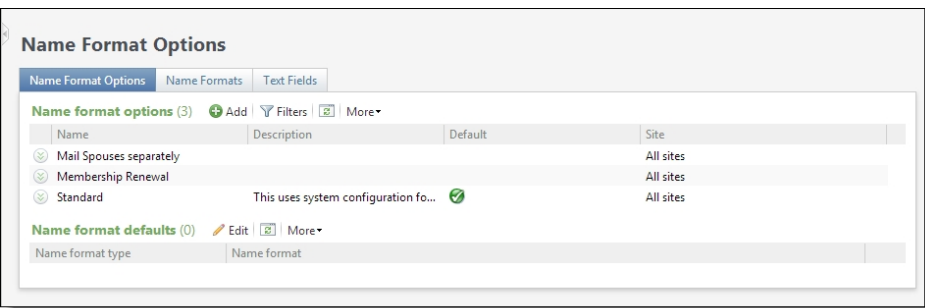 Name Format Options
Name Format Options Name Formats Text Fields
Name format options (3) Add Filters More
Name Description Default Site
Mail Spouses separately All sites
Membership Renewal All sites
Standard This uses system configuration fo... All sites
Name format defaults (0) Edit More
Name format type Name format